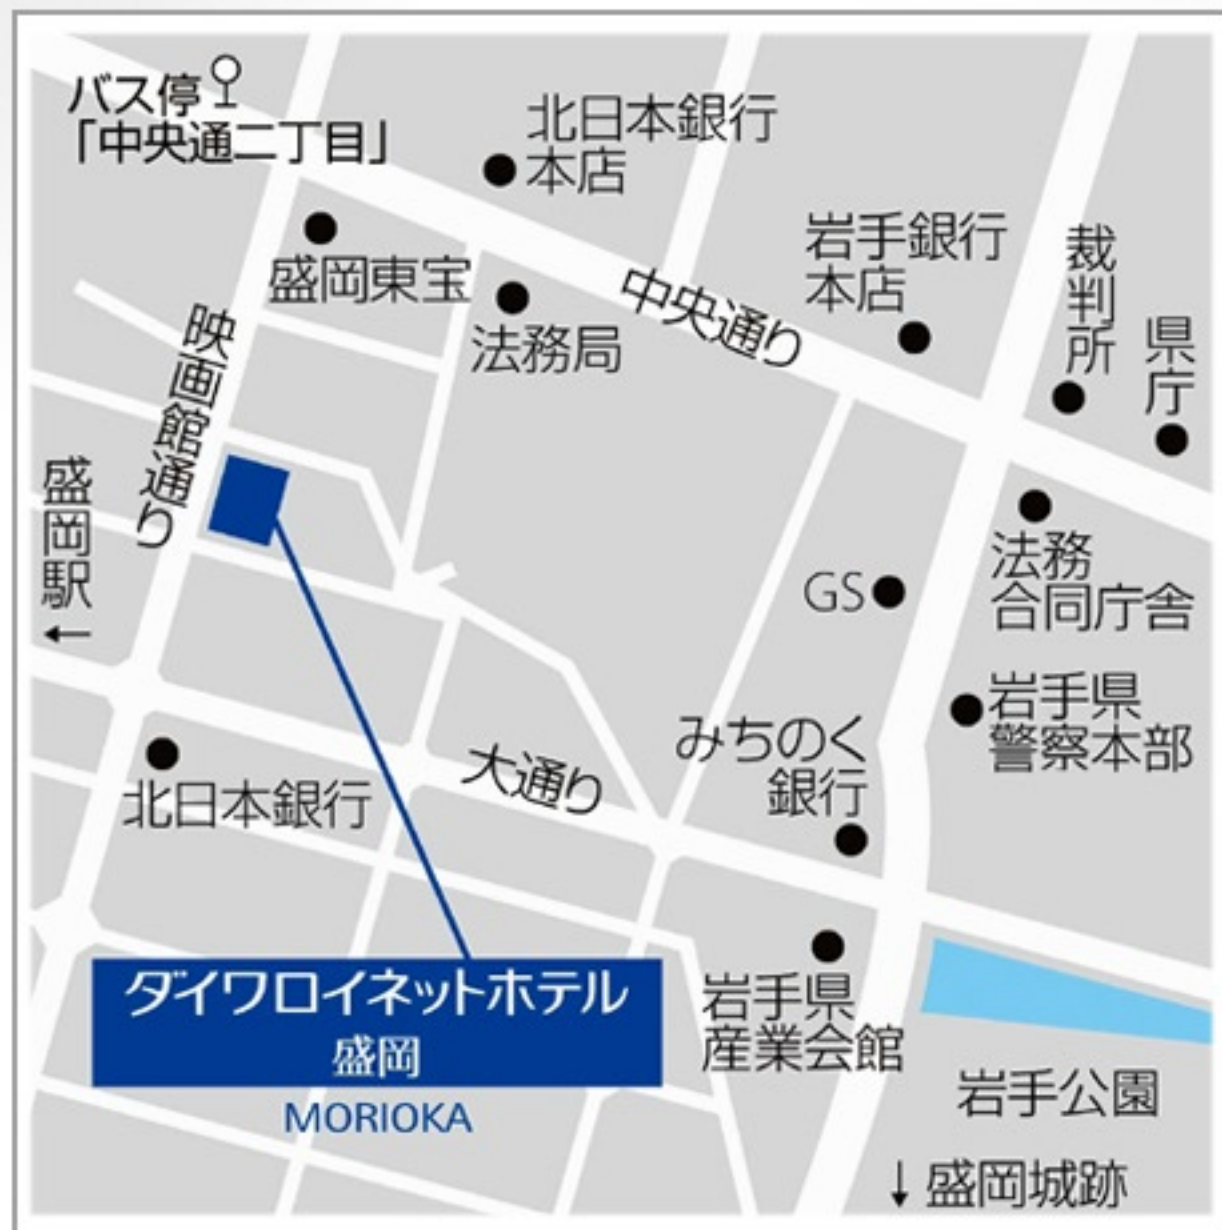 バス停
「中央通二丁目」
北日本銀行
本店
盛岡東宝
法務局
中央通り
岩手銀行
本店
裁判所
県庁
映画館通り
盛岡駅
←
GS
法務
合同庁舎
岩手県
警察本部
みちのく
銀行
大通り
北日本銀行
ダイワロイネットホテル
盛岡
MORIOKA
岩手県
産業会館
岩手公園
↓盛岡城跡